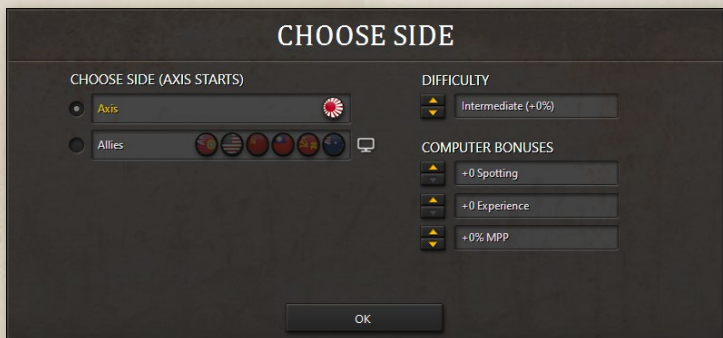 CHOOSE SIDE
CHOOSE SIDE (AXIS STARTS)
Axis
Allies
DIFFICULTY
Intermediate (+0%)
COMPUTER BONUSES
+0 Spotting
+0 Experience
+0% MPP
OK